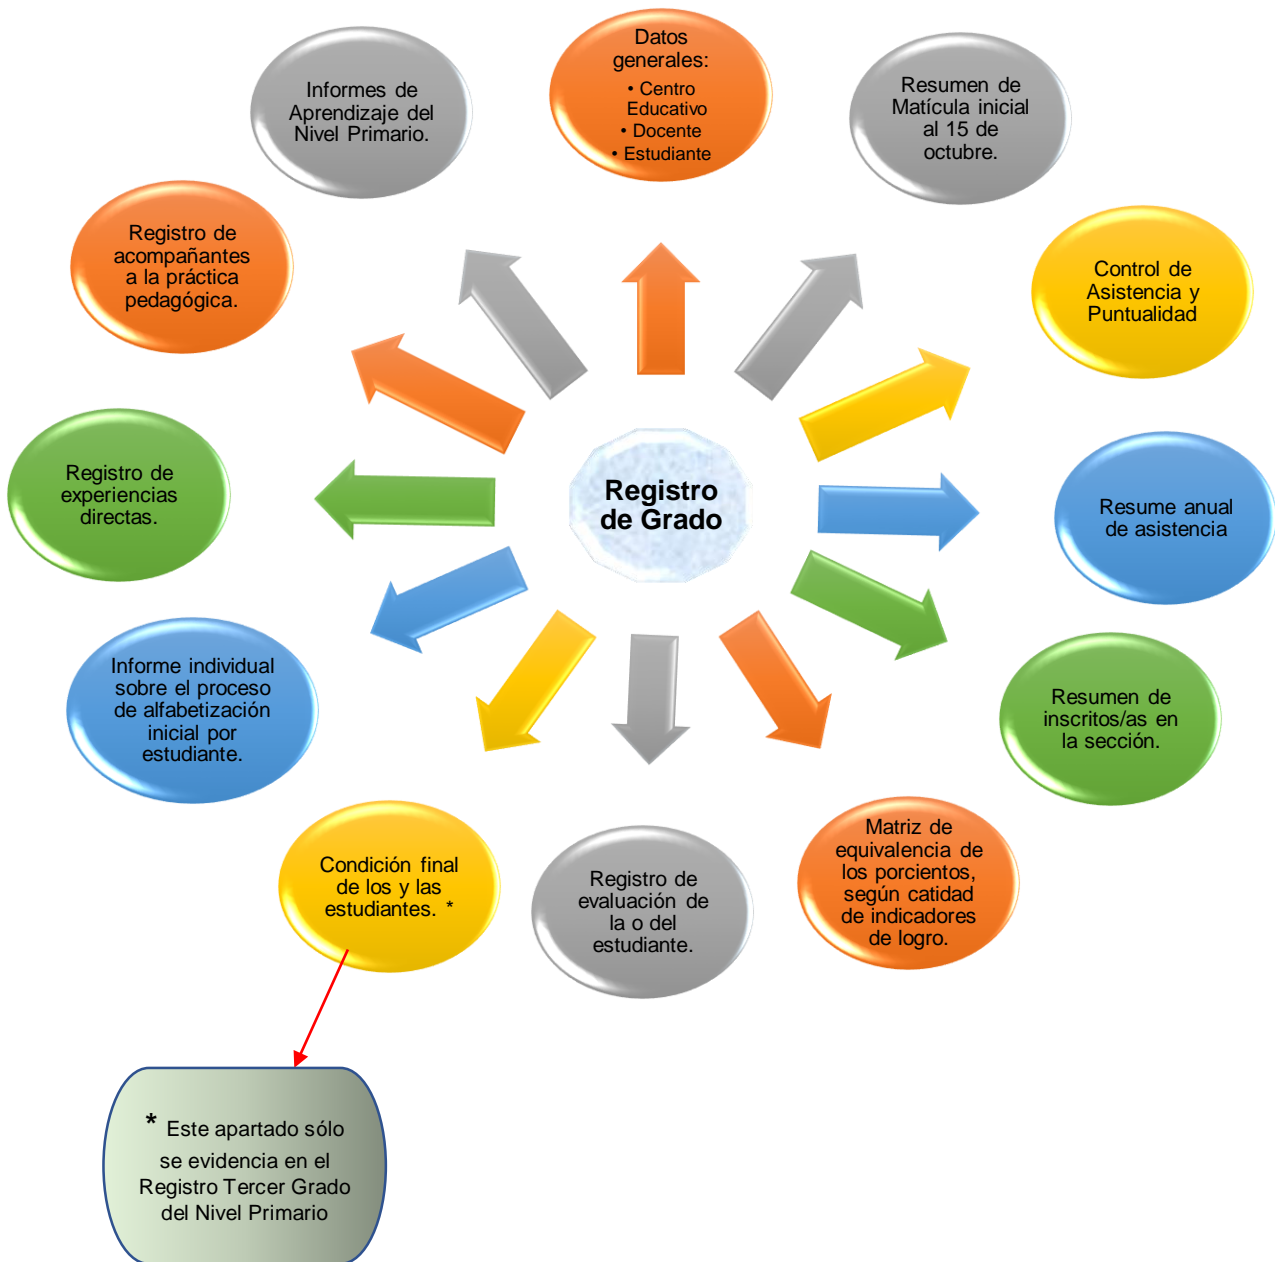 Datos
generales:
• Centro
Educativo
• Docente
• Estudiante
Resumen de
Matícula inicial
al 15 de
octubre.
Control de
Asistencia y
Puntualidad
Resume anual
de asistencia
Resumen de
inscritos/as en
la sección.
Matriz de
equivalencia de
los porcientos,
según catidad
de indicadores
de logro.
Registro de
evaluación de
la o del
estudiante.
Condición final
de los y las
estudiantes. *
Informe individual
sobre el proceso
de alfabetización
inicial por
estudiante.
Registro de
experiencias
directas.
Registro de
acompañantes
a la práctica
pedagógica.
Informes de
Aprendizaje del
Nivel Primario.
Registro
de Grado
* Este apartado sólo
se evidencia en el
Registro Tercer Grado
del Nivel Primario